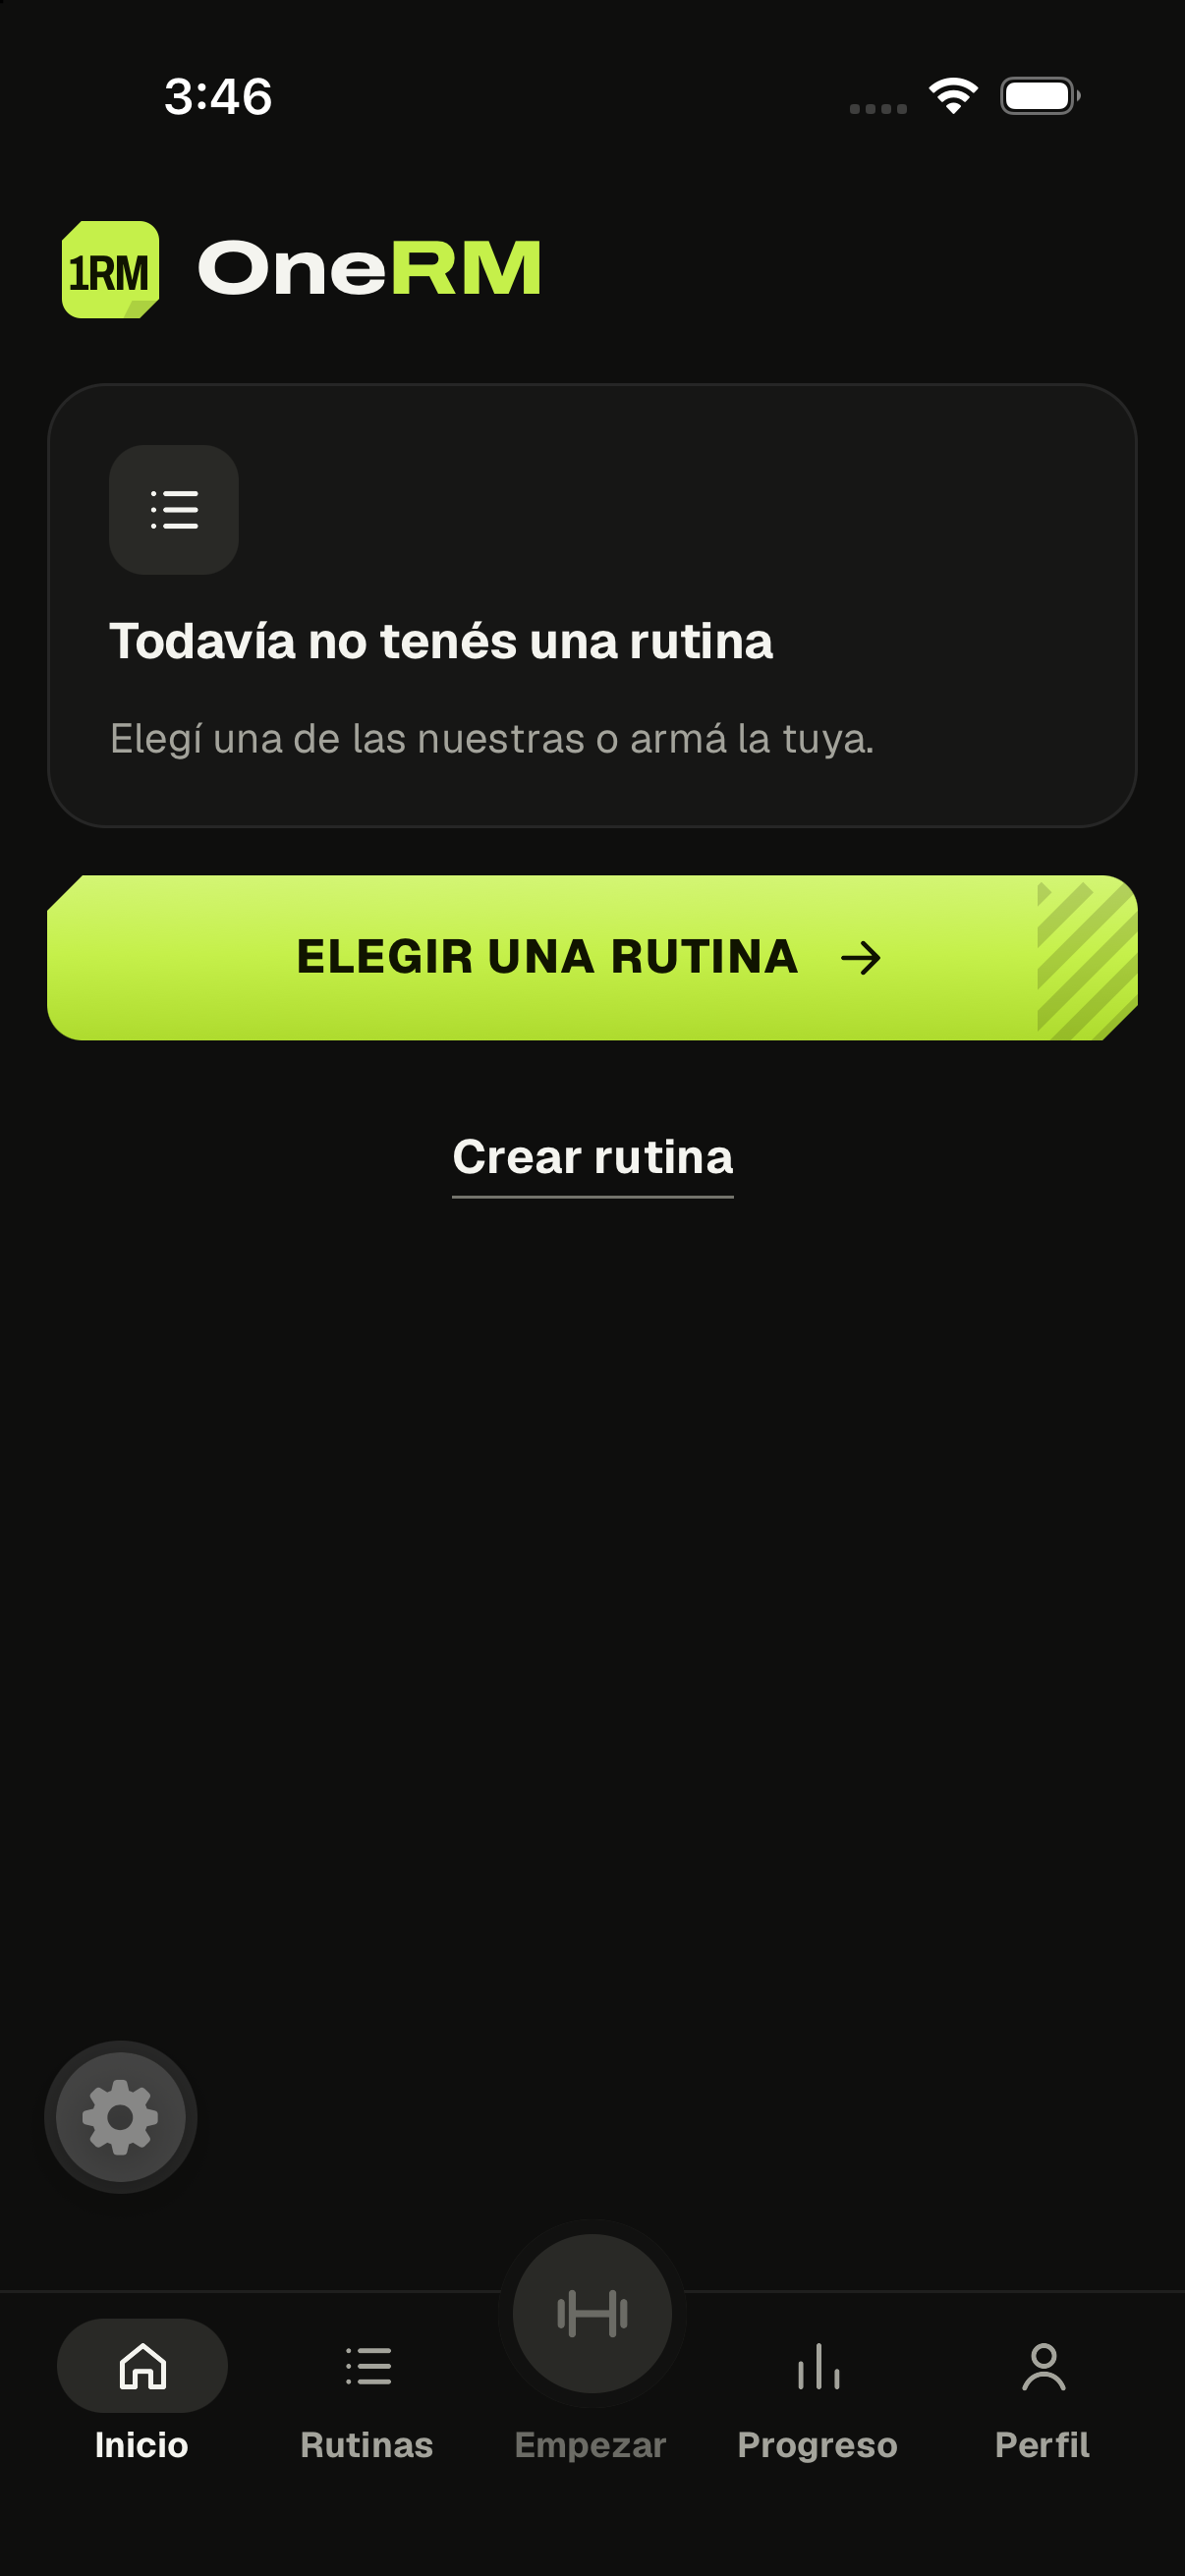 3:46
1RM OneRM
Todavía no tenés una rutina
Elegí una de las nuestras o armá la tuya.
ELEGIR UNA RUTINA
Crear rutina
Inicio Rutinas Empezar Progreso Perfil